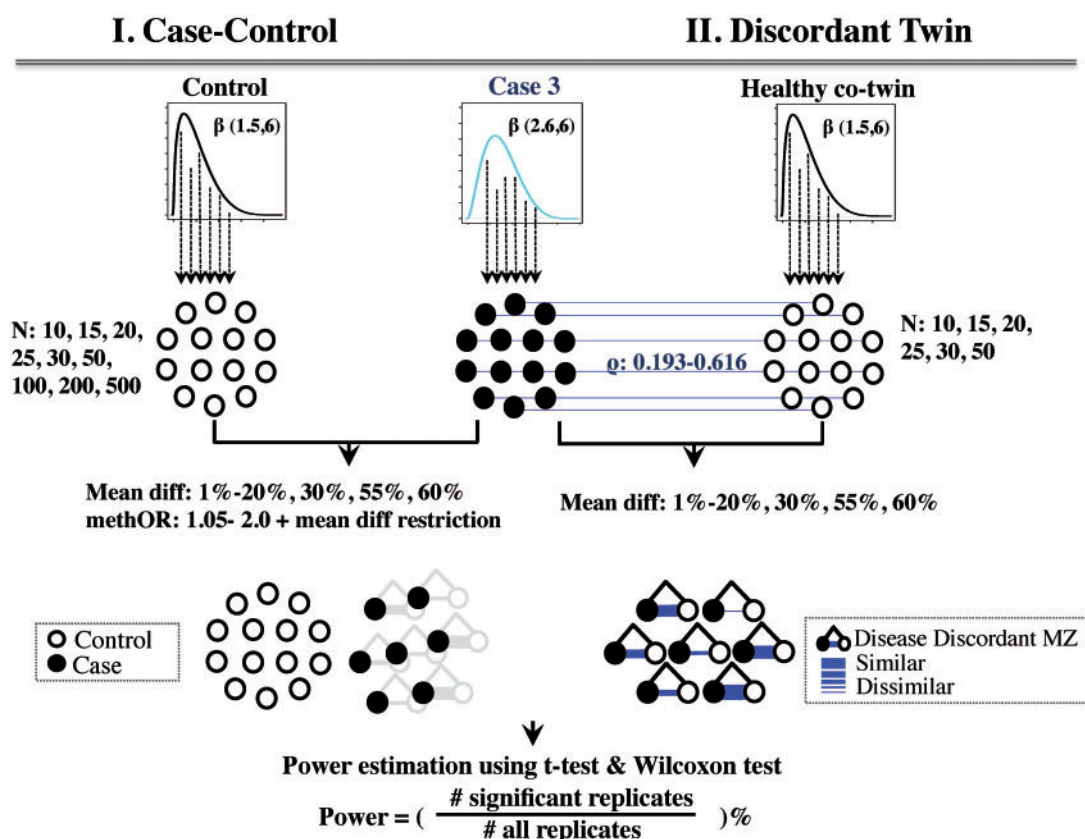 I. Case-Control
II. Discordant Twin
Control
Case 3
Healthy co-twin
β (1.5,6)
β (2.6,6)
β (1.5,6)
N: 10, 15, 20,
25, 30, 50,
100, 200, 500
ϱ: 0.193-0.616
N: 10, 15, 20,
25, 30, 50
Mean diff: 1%-20%, 30%, 55%, 60%
methOR: 1.05- 2.0 + mean diff restriction
Mean diff: 1%-20%, 30%, 55%, 60%
Control
Case
Disease Discordant MZ
Similar
Dissimilar
Power estimation using t-test & Wilcoxon test
Power = ( # significant replicates
# all replicates )%